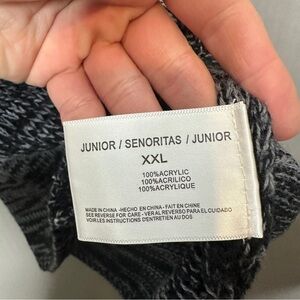 JUNIOR / SENORITAS / JUNIOR
XXL
100%ACRYLIC
100%ACRILICO
100%ACRYLIQUE
MADE IN CHINA -HECHO EN CHINA - FAIT EN CHINE
SEE REVERSE FOR CARE - VER AL REVERSO PARA EL CUIDADO
VOIR LES INSTRUCTIONS D'ENTRETIEN AU DOS